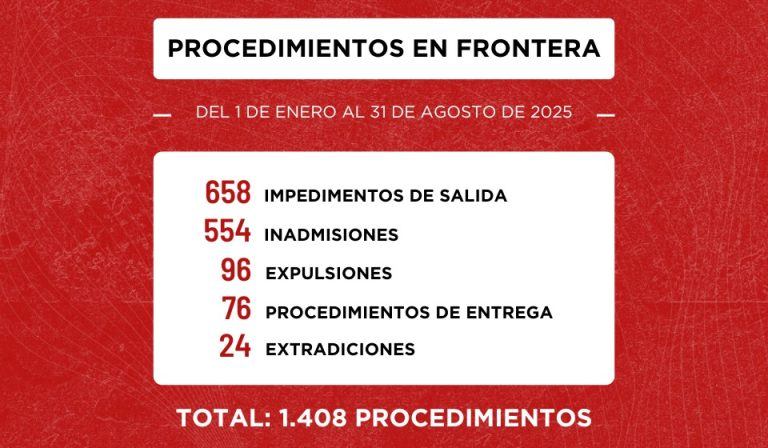 PROCEDIMIENTOS EN FRONTERA
DEL 1 DE ENERO AL 31 DE AGOSTO DE 2025
658 IMPEDIMENTOS DE SALIDA
554 INADMISIONES
96 EXPULSIONES
76 PROCEDIMIENTOS DE ENTREGA
24 EXTRADICIONES
TOTAL: 1.408 PROCEDIMIENTOS